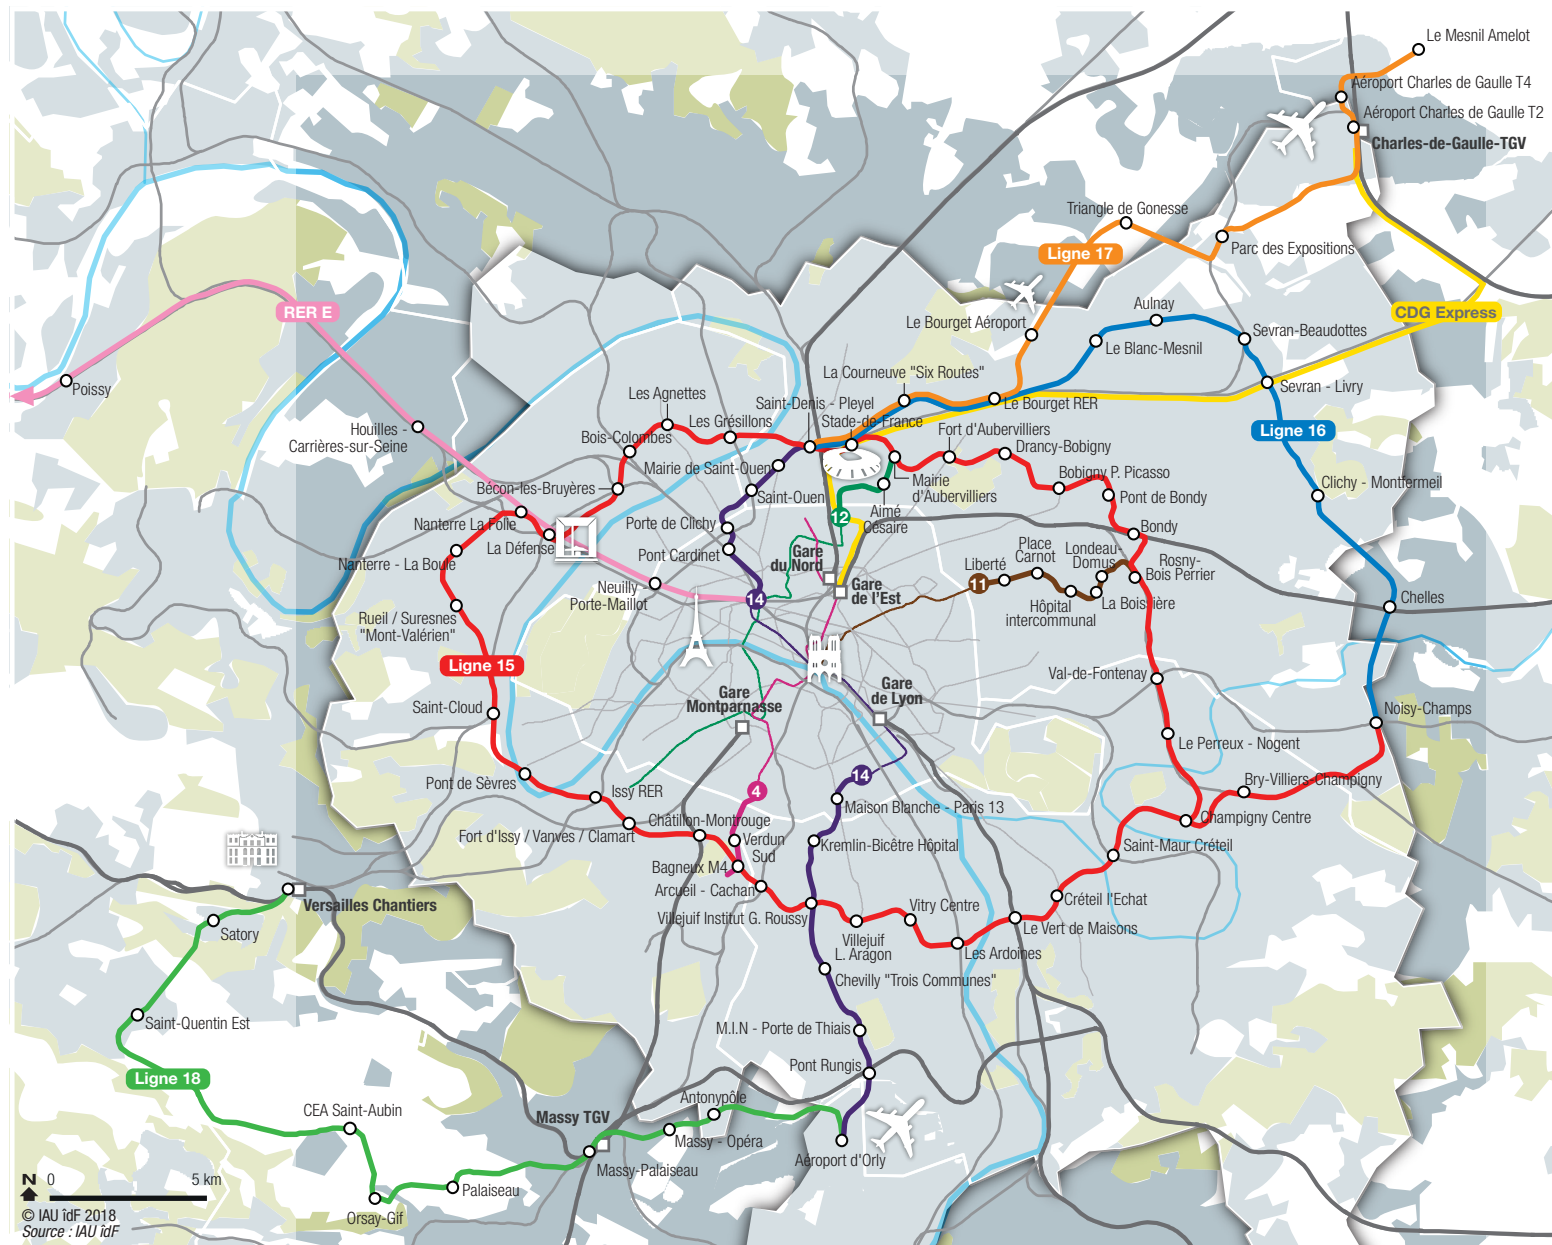 Le Mesnil Amelot
Aéroport Charles de Gaulle T4
Aéroport Charles de Gaulle T2
Charles-de-Gaulle-TGV
Triangle de Gonesse
Parc des Expositions
Ligne 17
RER E
CDG Express
Aulnay
Le Bourget Aéroport
Sevran-Beaudottes
Le Blanc-Mesnil
La Courneuve "Six Routes"
Poissy
Sevran - Livry
Les Agnettes
Saint-Denis - Pleyel
Le Bourget RER
Les Grésillons
Stade-de-France
Houilles -
Carrières-sur-Seine
Fort d'Aubervilliers
Ligne 16
Bois-Colombes
Drancy-Bobigny
Mairie de Saint-Ouen
Bobigny P. Picasso
Mairie
d'Aubervilliers
Clichy - Montfermeil
Bécon-les-Bruyères
Saint-Ouen
Pont de Bondy
Aimé
Césaire
12
Nanterre La Folie
Porte de Clichy
Bondy
La Défense
Pont Cardinet
Gare
du Nord
Place
Carnot
Londeau-
Domus
Rosny-
Bois Perrier
Nanterre - La Boule
Liberté
11
Neuilly -
Porte-Maillot
14
Gare
de l'Est
La Boissière
Hôpital
intercommunal
Chelles
Rueil / Suresnes
"Mont-Valérien"
Ligne 15
Val-de-Fontenay
Gare
Montparnasse
Gare
de Lyon
Saint-Cloud
Noisy-Champs
Le Perreux - Nogent
Pont de Sèvres
Issy RER
14
4
Bry-Villiers-Champigny
Maison Blanche - Paris 13
Châtillon-Montrouge
Champigny Centre
Fort d'Issy / Vanves / Clamart
Verdun
Sud
Kremlin-Bicêtre Hôpital
Saint-Maur Créteil
Bagneux M4
Arcueil - Cachan
Versailles Chantiers
Villejuif Institut G. Roussy
Vitry Centre
Créteil l'Echat
Satory
Le Vert de Maisons
Villejuif
L. Aragon
Les Ardoines
Chevilly "Trois Communes"
Saint-Quentin Est
M.I.N - Porte de Thiais
Ligne 18
Pont Rungis
Antonypôle
CEA Saint-Aubin
Massy TGV
Massy - Opéra
Aéroport d'Orly
Massy-Palaiseau
Palaiseau
Orsay-Gif
N
0
5 km
© IAU îdF 2018
Source : IAU îdF